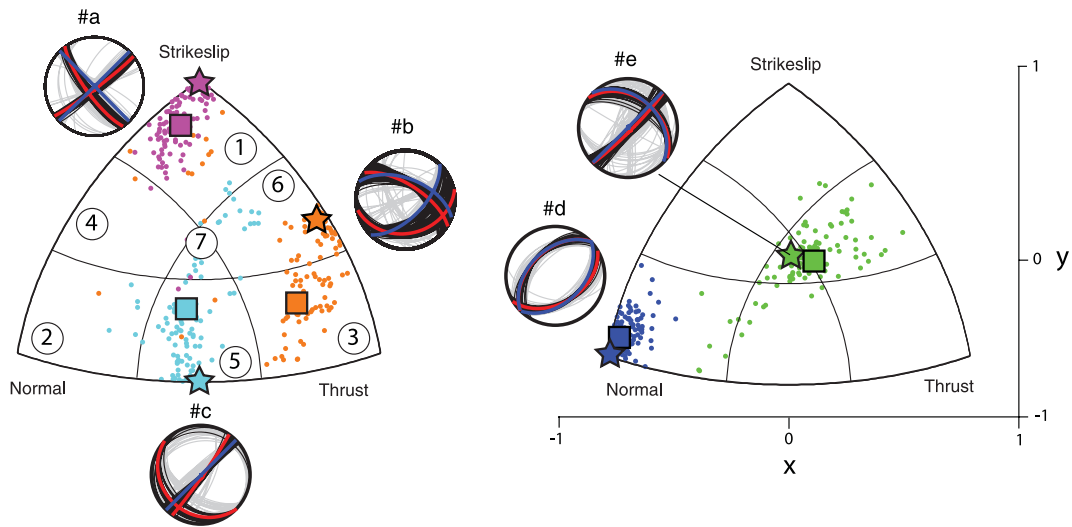 #a
Strikeslip
#b
1
6
4
7
2
5
3
Normal
Thrust
#c
Strikeslip
#e
#d
Normal
Thrust
1
0
y
-1
-1
0
1
x